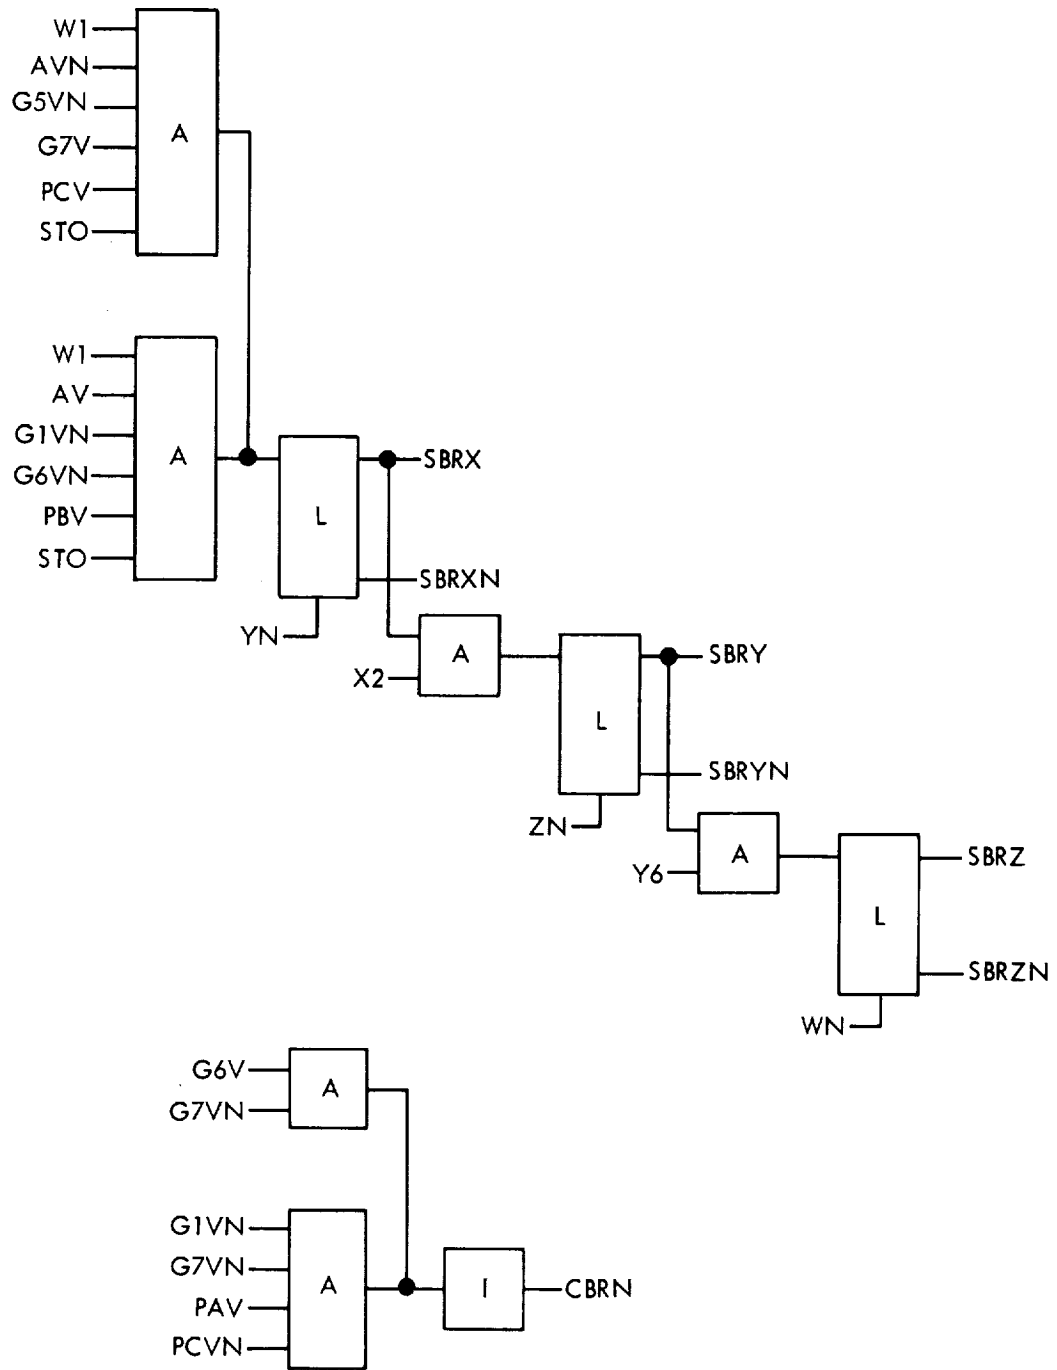 W1
AVN
G5VN
G7V
PCV
STO
A
W1
AV
G1VN
G6VN
PBV
STO
A
L
SBRX
SBRXN
YN
X2
A
L
SBRY
SBRYN
ZN
Y6
A
L
SBRZ
SBRZN
WN
G6V
G7VN
A
G1VN
G7VN
PAV
PCVN
A
I
CBRN